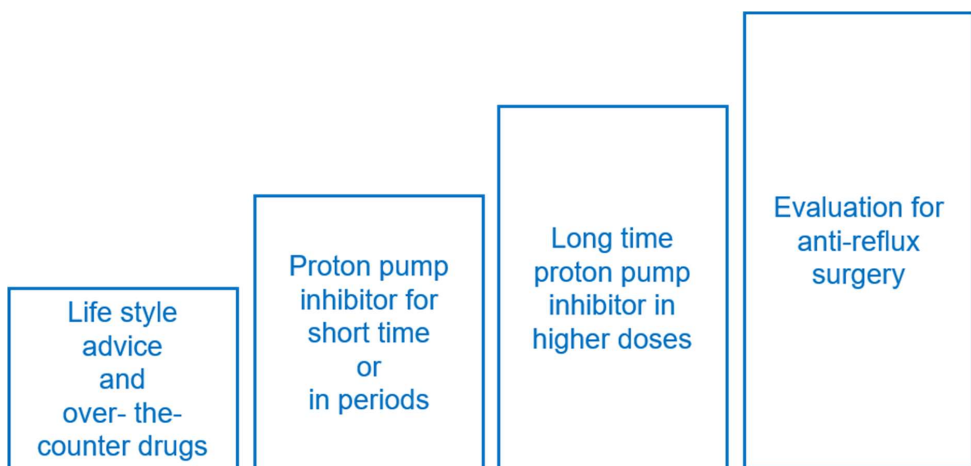 Life style
advice
and
over- the-
counter drugs
Proton pump
inhibitor for
short time
or
in periods
Long time
proton pump
inhibitor in
higher doses
Evaluation for
anti-reflux
surgery